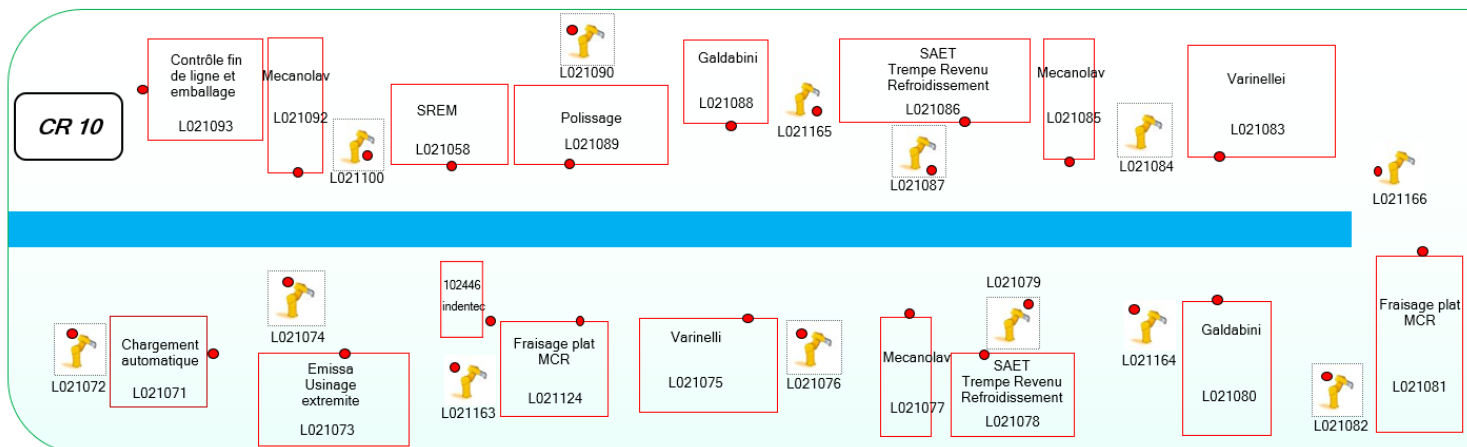 CR 10
Contrôle fin
de ligne et
emballage
L021093
Mecanolav
L021092
L021100
SREM
L021058
L021090
Polissage
L021089
Galdabini
L021088
L021165
SAET
Trempe Revenu
Refroidissement
L021086
L021087
Mecanolav
L021085
L021084
Varinellei
L021083
L021166
L021072
Chargement
automatique
L021071
L021074
Emissa
Usinage
extremite
L021073
102446
indentec
L021163
Fraisage plat
MCR
L021124
Varinelli
L021075
L021076
Mecanolav
L021077
L021079
SAET
Trempe Revenu
Refroidissement
L021078
L021164
Galdabini
L021080
L021082
Fraisage plat
MCR
L021081